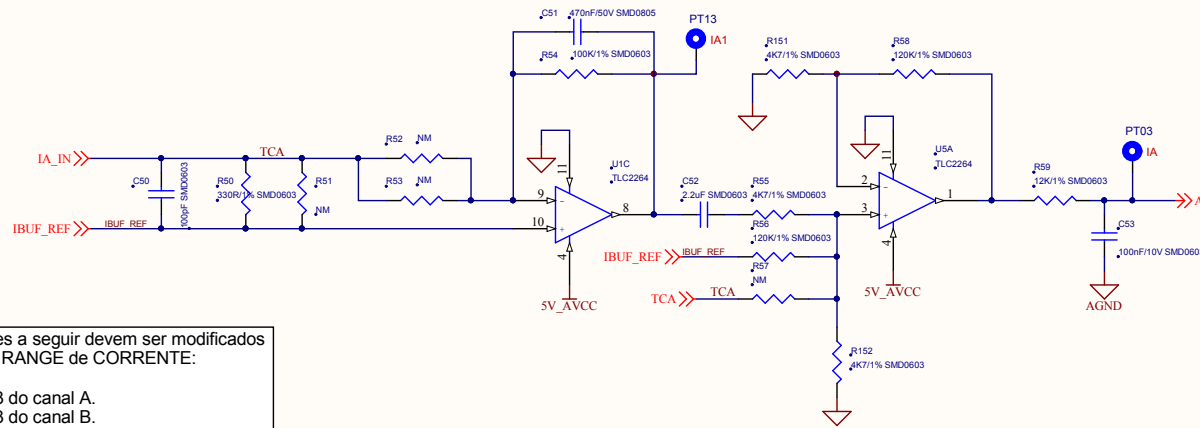 C51
470nF/50V SMD0805
R54
100K/1% SMD0603
PT13
IA1
R151
4K7/1% SMD0603
R58
120K/1% SMD0603
IA_IN
TCA
R52
NM
R53
NM
C50
100pF SMD0603
R50
330R/1% SMD0603
R51
NM
IBUF_REF
IBUF_REF
11
9
10
8
4
U1C
TLC2264
5V_AVCC
C52
2.2uF SMD0603
R55
4K7/1% SMD0603
R56
120K/1% SMD0603
IBUF_REF
IBUF_REF
R57
NM
TCA
TCA
R152
4K7/1% SMD0603
11
2
3
1
4
U5A
TLC2264
5V_AVCC
R59
12K/1% SMD0603
PT03
IA
A
C53
100nF/10V SMD060
AGND
es a seguir devem ser modificados
RANGE de CORRENTE:
3 do canal A.
3 do canal B.